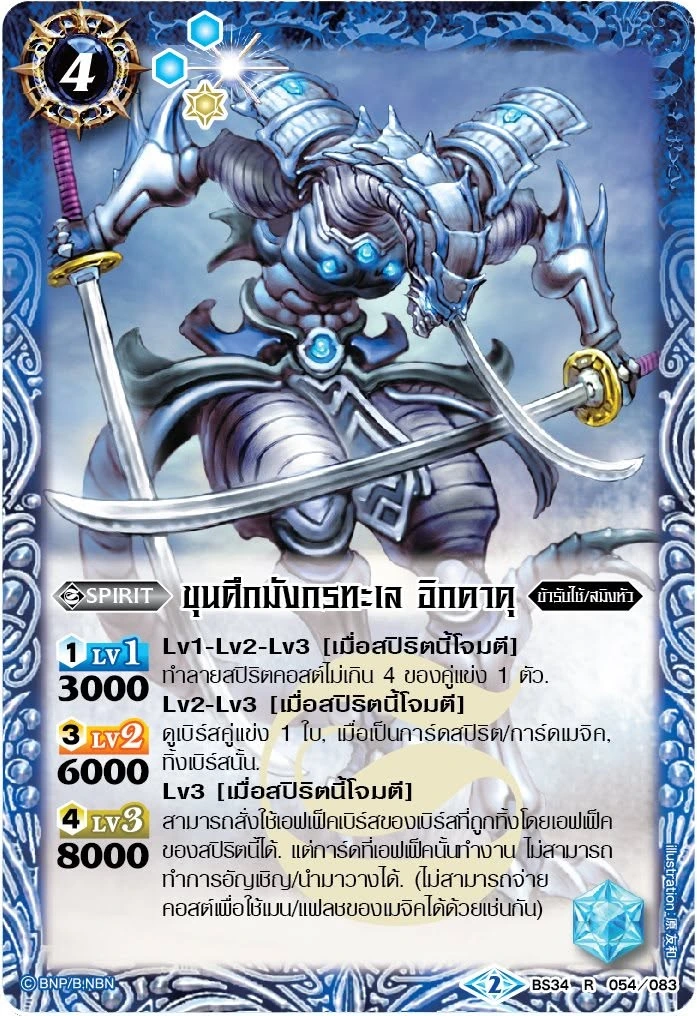 4
SPIRIT
ขุนศึกมังกรทะเล อิกดาดุ
ข้ารับใช้/สมิงหัว
1 LV1
3000
3 LV2
6000
4 LV3
8000
Lv1-Lv2-Lv3 [เมื่อสปิริตนี้โจมตี]
ทำลายสปิริตคอสต์ไม่เกิน 4 ของคู่แข่ง 1 ตัว.
Lv2-Lv3 [เมื่อสปิริตนี้โจมตี]
ดูเบิร์สคู่แข่ง 1 ใบ, เมื่อเป็นการ์ดสปิริต/การ์ดเมจิค,
ทิ้งเบิร์สนั้น.
Lv3 [เมื่อสปิริตนี้โจมตี]
สามารถสั่งใช้เอฟเฟ็คเบิร์สของเบิร์สที่ถูกทิ้งโดยเอฟเฟ็ค
ของสปิริตนี้ได้. แต่การ์ดที่เอฟเฟ็คนั้นทำงาน ไม่สามารถ
ทำการอัญเชิญ/นำมาวางได้. (ไม่สามารถจ่าย
คอสต์เพื่อใช้เมน/แฟลชของเมจิคได้ด้วยเช่นกัน)
illustration: 原 友和
©BNP/B;NBN
2
BS34 R 054/083